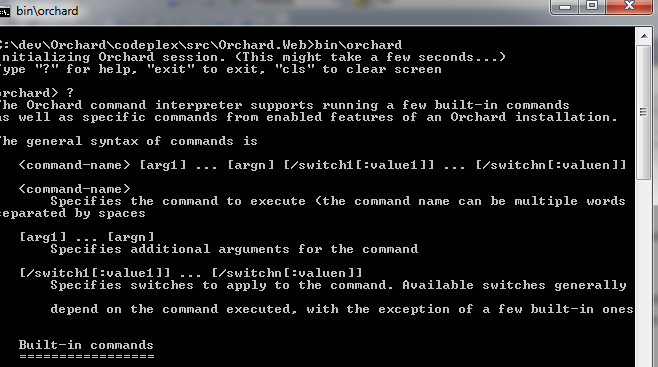 bin\orchard
C:\dev\Orchard\codeplex\src\Orchard.Web>bin\orchard
Initializing Orchard session. (This might take a few seconds...)
Type "?" for help, "exit" to exit, "cls" to clear screen
orchard> ?
The Orchard command interpreter supports running a few built-in commands
as well as specific commands from enabled features of an Orchard installation.
The general syntax of commands is
<command-name> [arg1] ... [argn] [/switch1[:value1]] ... [/switchn[:valuen]]
<command-name>
Specifies the command to execute (the command name can be multiple words
separated by spaces
[arg1] ... [argn]
Specifies additional arguments for the command
[/switch1[:value1]] ... [/switchn[:valuen]]
Specifies switches to apply to the command. Available switches generally
depend on the command executed, with the exception of a few built-in ones
Built-in commands
=================